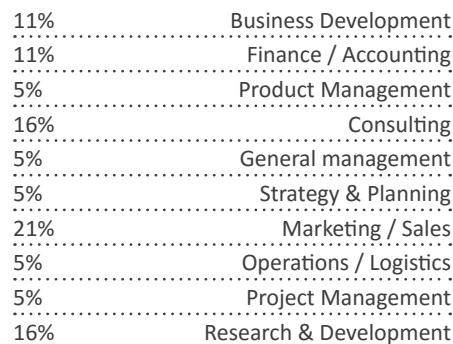 11% Business Development
11% Finance / Accounting
5% Product Management
16% Consulting
5% General management
5% Strategy & Planning
21% Marketing / Sales
5% Operations / Logistics
5% Project Management
16% Research & Development